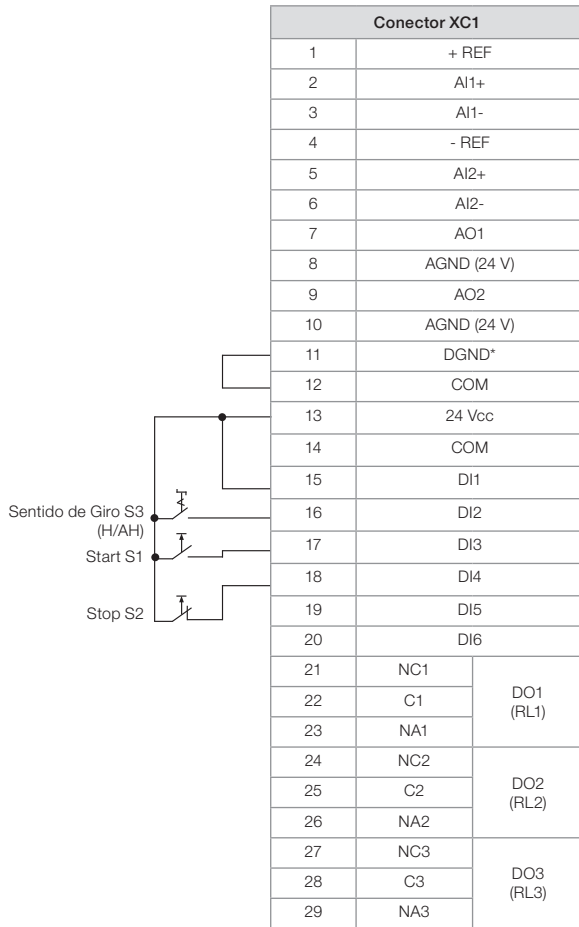 Conector XC1
1 + REF
2 AI1+
3 AI1-
4 - REF
5 AI2+
6 AI2-
7 AO1
8 AGND (24 V)
9 AO2
10 AGND (24 V)
11 DGND*
12 COM
13 24 Vcc
14 COM
15 DI1
Sentido de Giro S3
(H/AH)
16 DI2
Start S1
17 DI3
18 DI4
Stop S2
19 DI5
20 DI6
21 NC1
22 C1
23 NA1
DO1
(RL1)
24 NC2
25 C2
26 NA2
DO2
(RL2)
27 NC3
28 C3
29 NA3
DO3
(RL3)